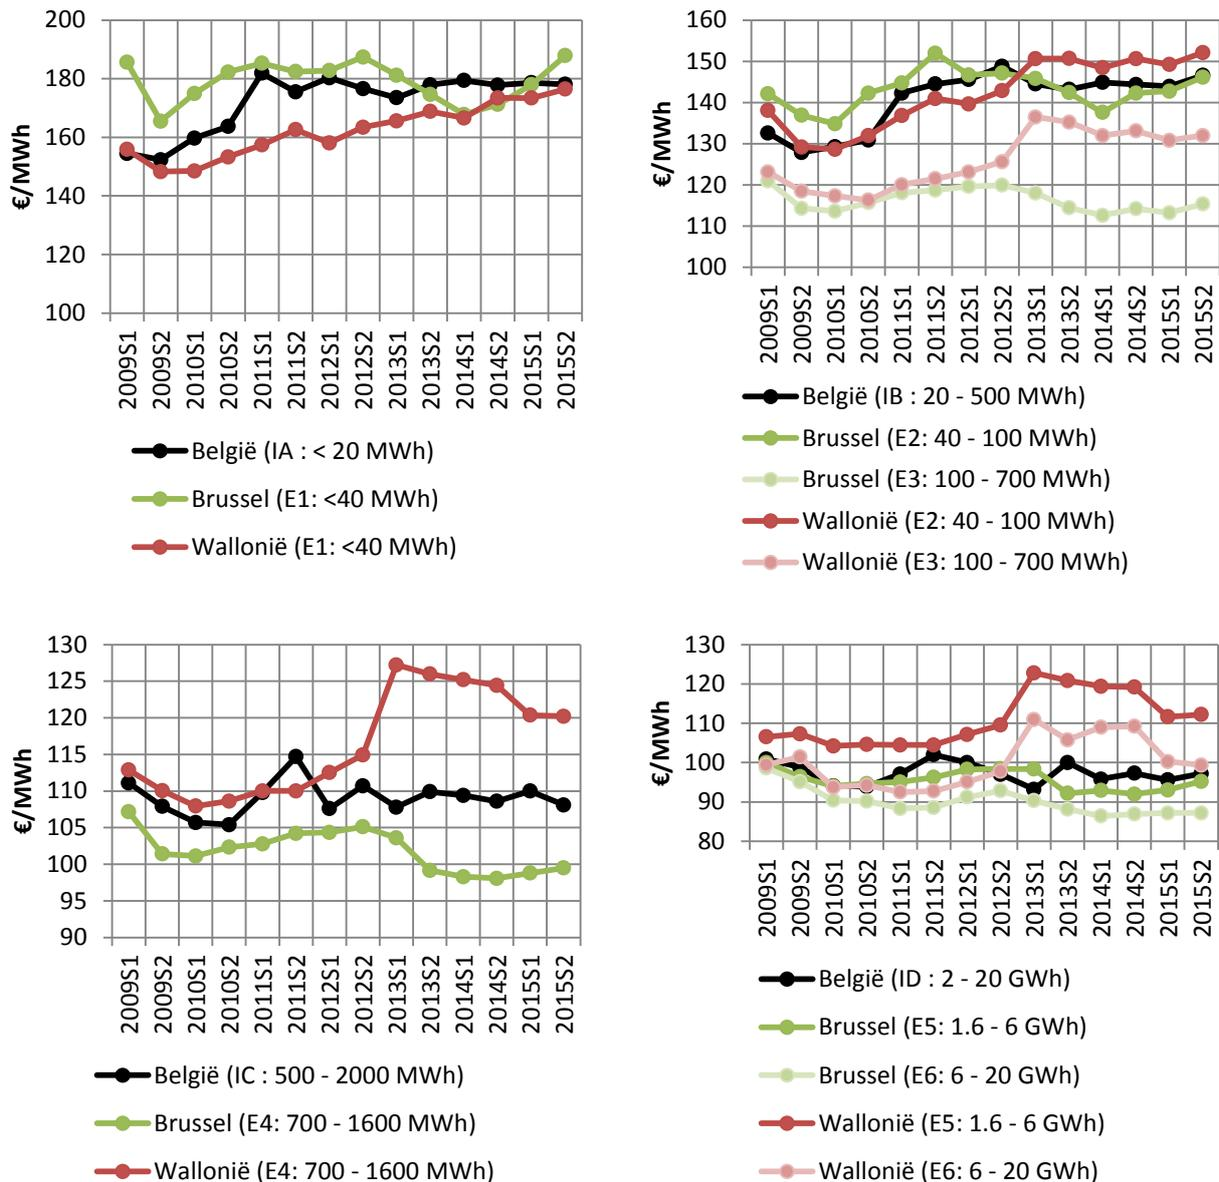 200
180
160
140
120
100
€/MWh
2009S1
2009S2
2010S1
2010S2
2011S1
2011S2
2012S1
2012S2
2013S1
2013S2
2014S1
2014S2
2015S1
2015S2
België (IA : < 20 MWh)
Brussel (E1: <40 MWh)
Wallonië (E1: <40 MWh)
160
150
140
130
120
110
100
€/MWh
2009S1
2009S2
2010S1
2010S2
2011S1
2011S2
2012S1
2012S2
2013S1
2013S2
2014S1
2014S2
2015S1
2015S2
België (IB : 20 - 500 MWh)
Brussel (E2: 40 - 100 MWh)
Brussel (E3: 100 - 700 MWh)
Wallonië (E2: 40 - 100 MWh)
Wallonië (E3: 100 - 700 MWh)
130
125
120
115
110
105
100
95
90
€/MWh
2009S1
2009S2
2010S1
2010S2
2011S1
2011S2
2012S1
2012S2
2013S1
2013S2
2014S1
2014S2
2015S1
2015S2
België (IC : 500 - 2000 MWh)
Brussel (E4: 700 - 1600 MWh)
Wallonië (E4: 700 - 1600 MWh)
130
120
110
100
90
80
€/MWh
2009S1
2009S2
2010S1
2010S2
2011S1
2011S2
2012S1
2012S2
2013S1
2013S2
2014S1
2014S2
2015S1
2015S2
België (ID : 2 - 20 GWh)
Brussel (E5: 1.6 - 6 GWh)
Brussel (E6: 6 - 20 GWh)
Wallonië (E5: 1.6 - 6 GWh)
Wallonië (E6: 6 - 20 GWh)